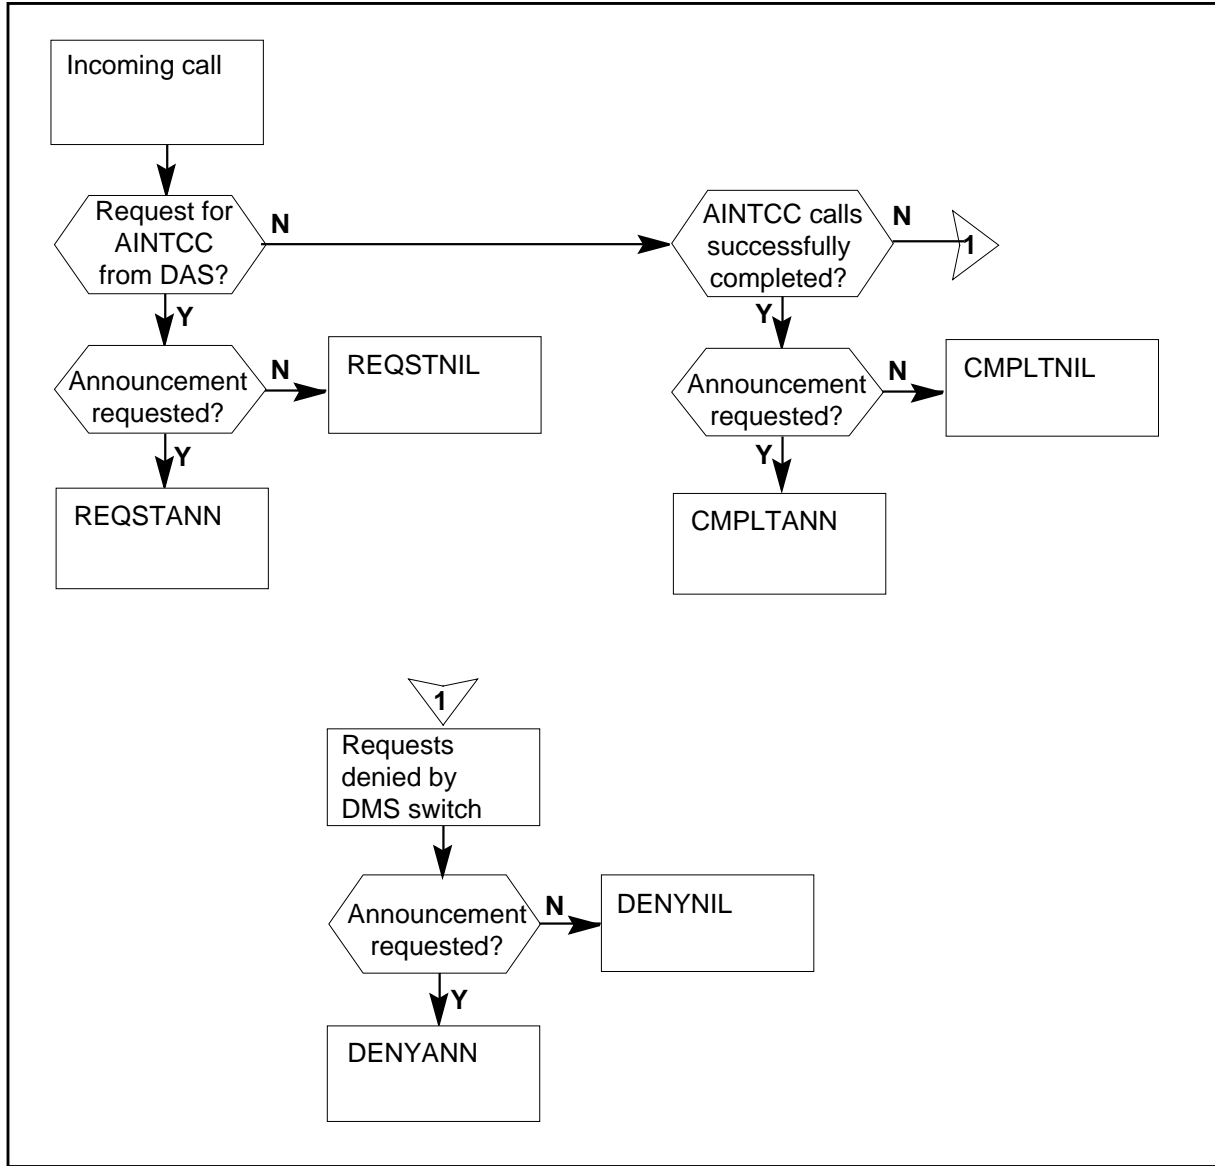 Incoming call
Request for
AINTCC
from DAS?
N
Y
AINTCC calls
successfully
completed?
N
1
Y
Announcement
requested?
N
REQSTNIL
Y
REQSTANN
Announcement
requested?
N
CMPLTNIL
Y
CMPLTANN
1
Requests
denied by
DMS switch
Announcement
requested?
N
DENYNIL
Y
DENYANN